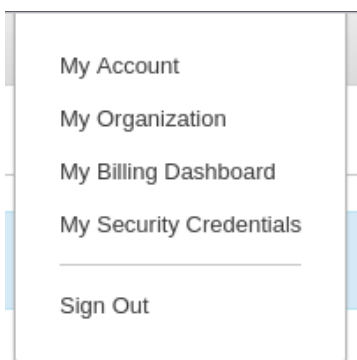 My Account
My Organization
My Billing Dashboard
My Security Credentials
Sign Out